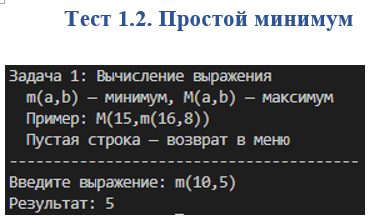 Тест 1.2. Простой минимум
Задача 1: Вычисление выражения
m(a,b) — минимум, M(a,b) — максимум
Пример: M(15,m(16,8))
Пустая строка — возврат в меню
----------------------------------------
Введите выражение: m(10,5)
Результат: 5